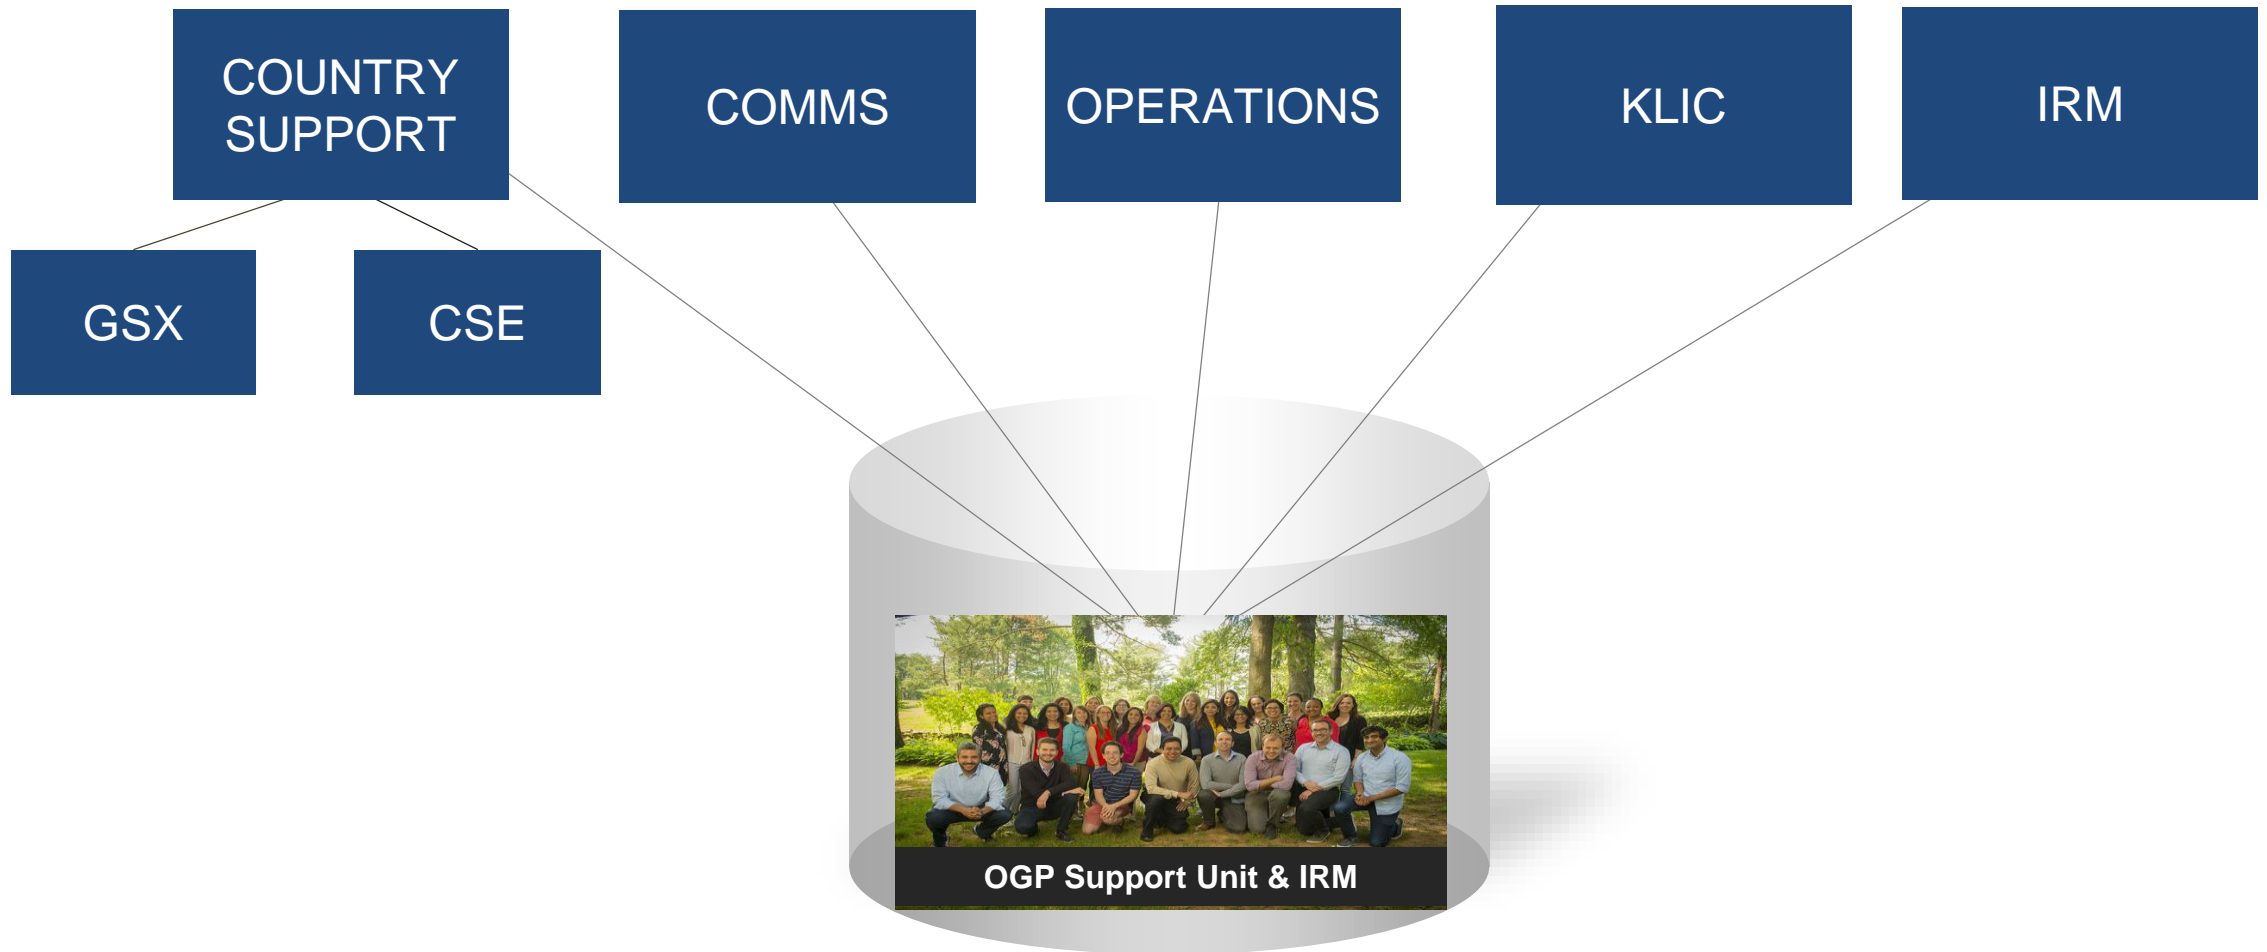 COUNTRY
SUPPORT
COMMS
OPERATIONS
KLIC
IRM
GSX
CSE
OGP Support Unit & IRM